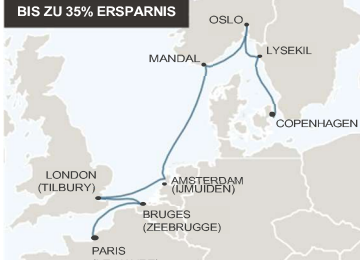 BIS ZU 35% ERSPARNIS
OSLO
MANDAL
LYSEKIL
COPENHAGEN
AMSTERDAM
(IJMUIDEN)
LONDON
(TILBURY)
BRUGES
(ZEEBRUGGE)
PARIS